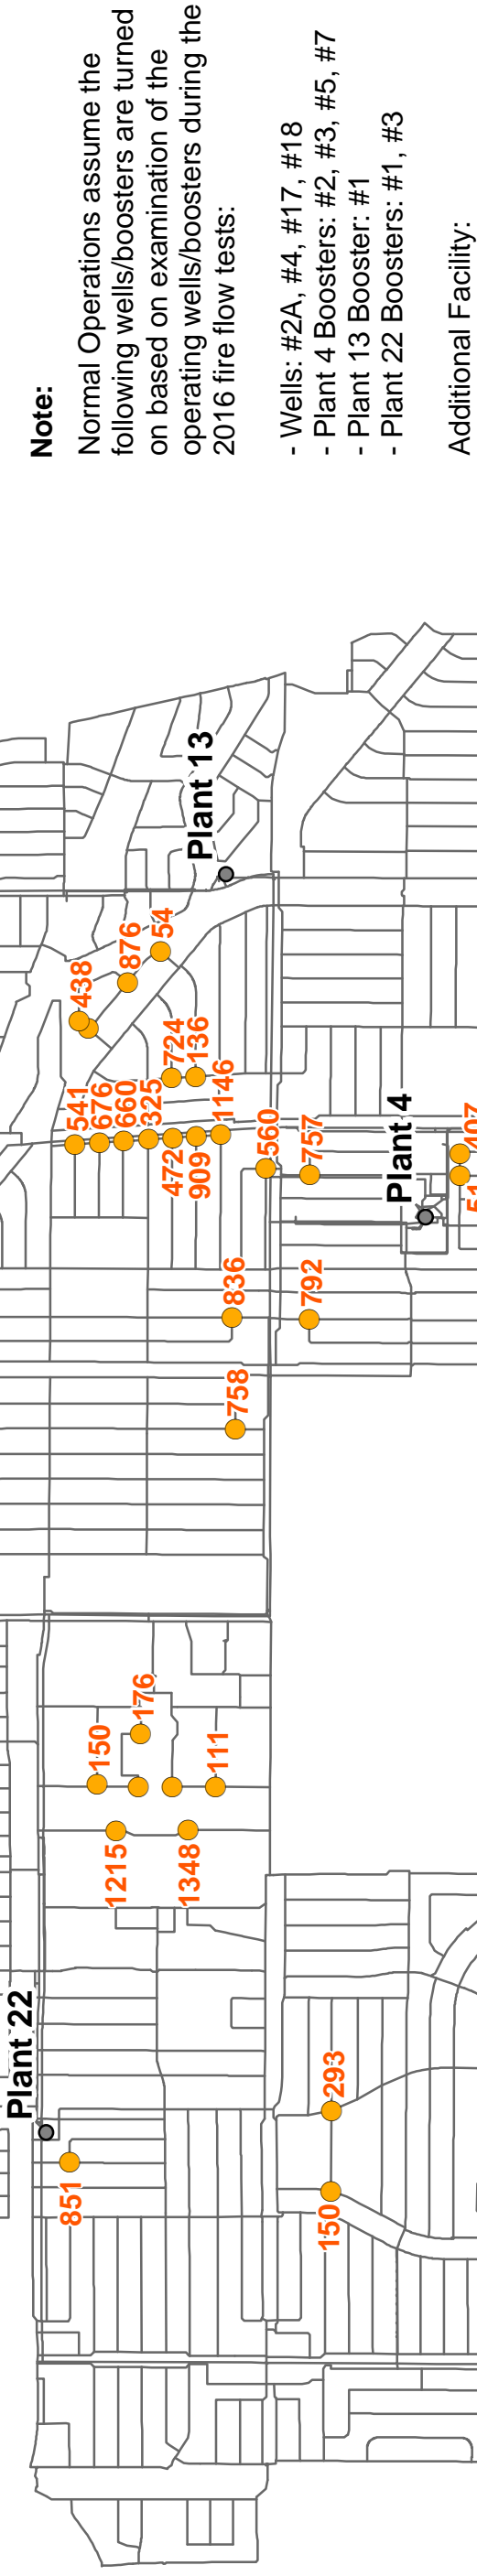 Note:
Normal Operations assume the
following wells/boosters are turned
on based on examination of the
operating wells/boosters during the
2016 fire flow tests:
- Wells: #2A, #4, #17, #18
- Plant 4 Boosters: #2, #3, #5, #7
- Plant 13 Booster: #1
- Plant 22 Boosters: #1, #3
Additional Facility:
Plant 22
851
150
293
1215
1348
150
176
111
758
836
792
560
757
541
676
660
325
472
909
1146
724
136
438
876
54
Plant 13
Plant 4
407
51